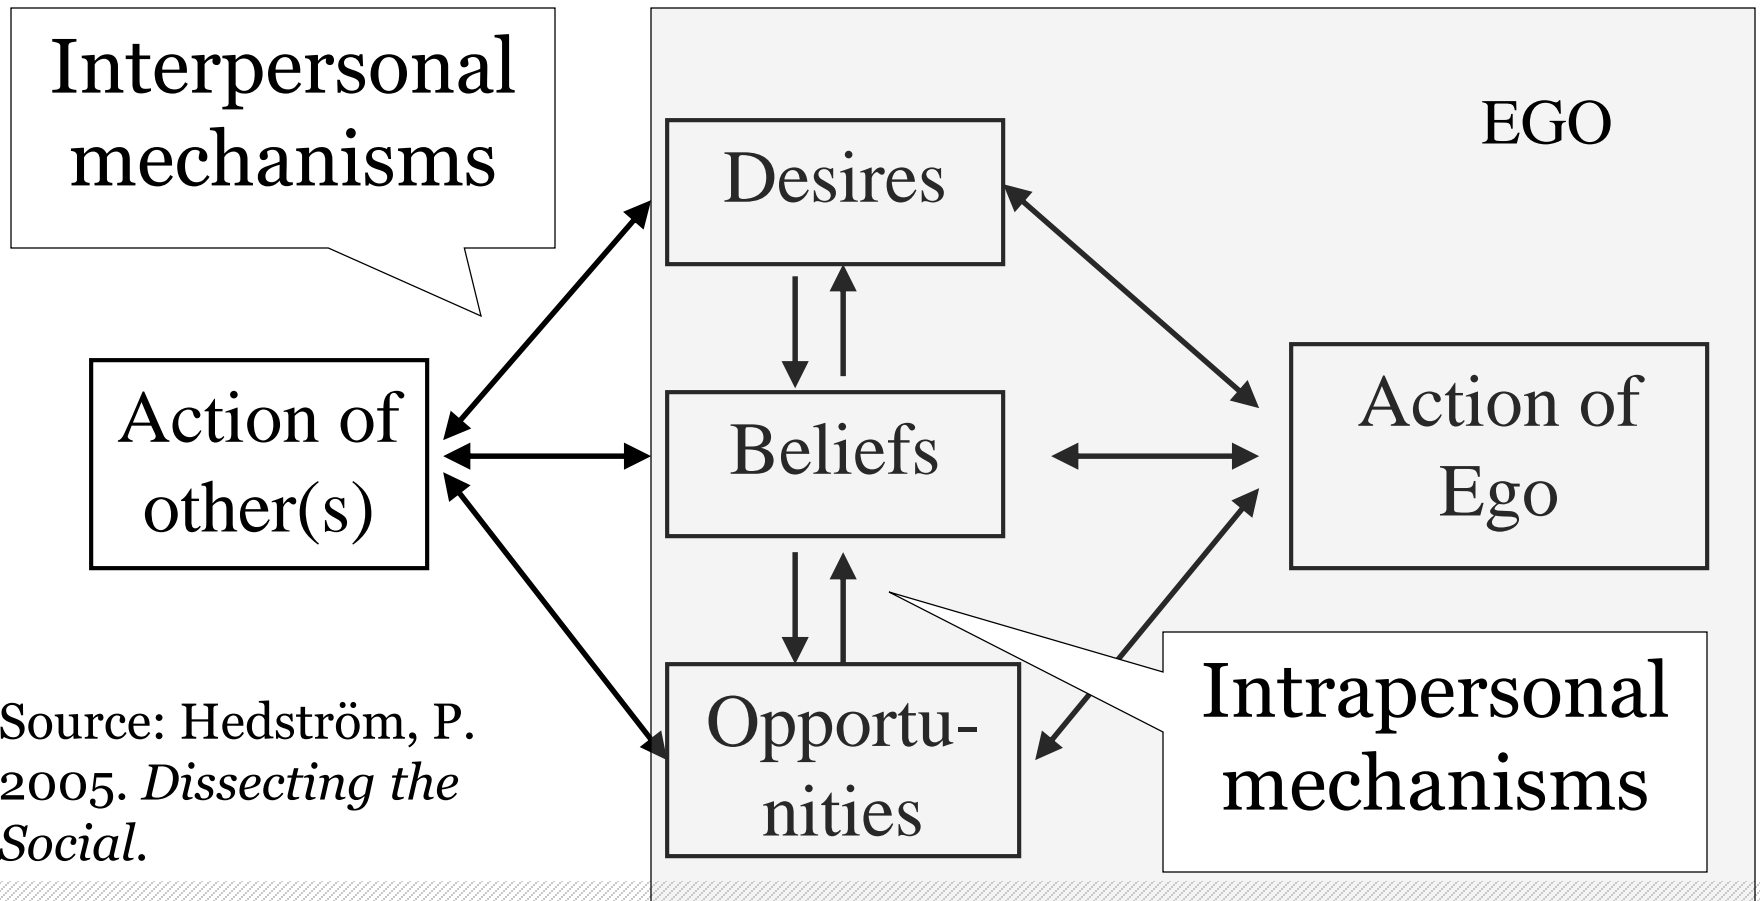 Interpersonal
mechanisms
EGO
Desires
Action of
other(s)
Beliefs
Action of
Ego
Opportu-
nities
Intrapersonal
mechanisms
Source: Hedström, P.
2005. Dissecting the
Social.